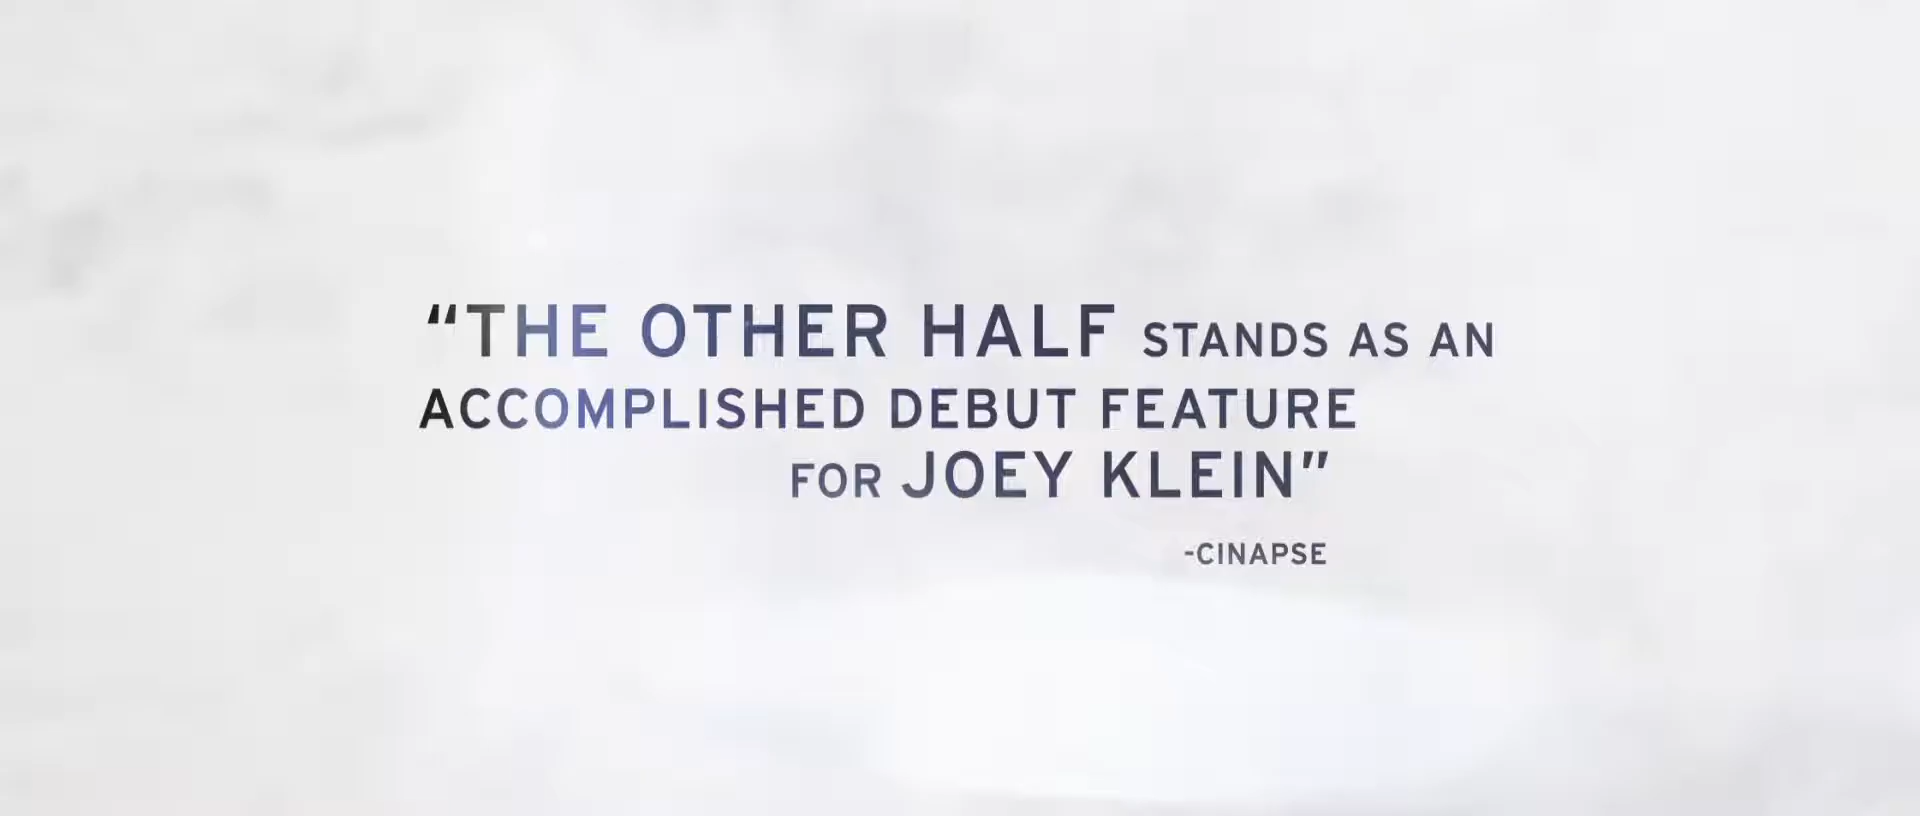 “THE OTHER HALF STANDS AS AN
ACCOMPLISHED DEBUT FEATURE
FOR JOEY KLEIN”
-CINAPSE